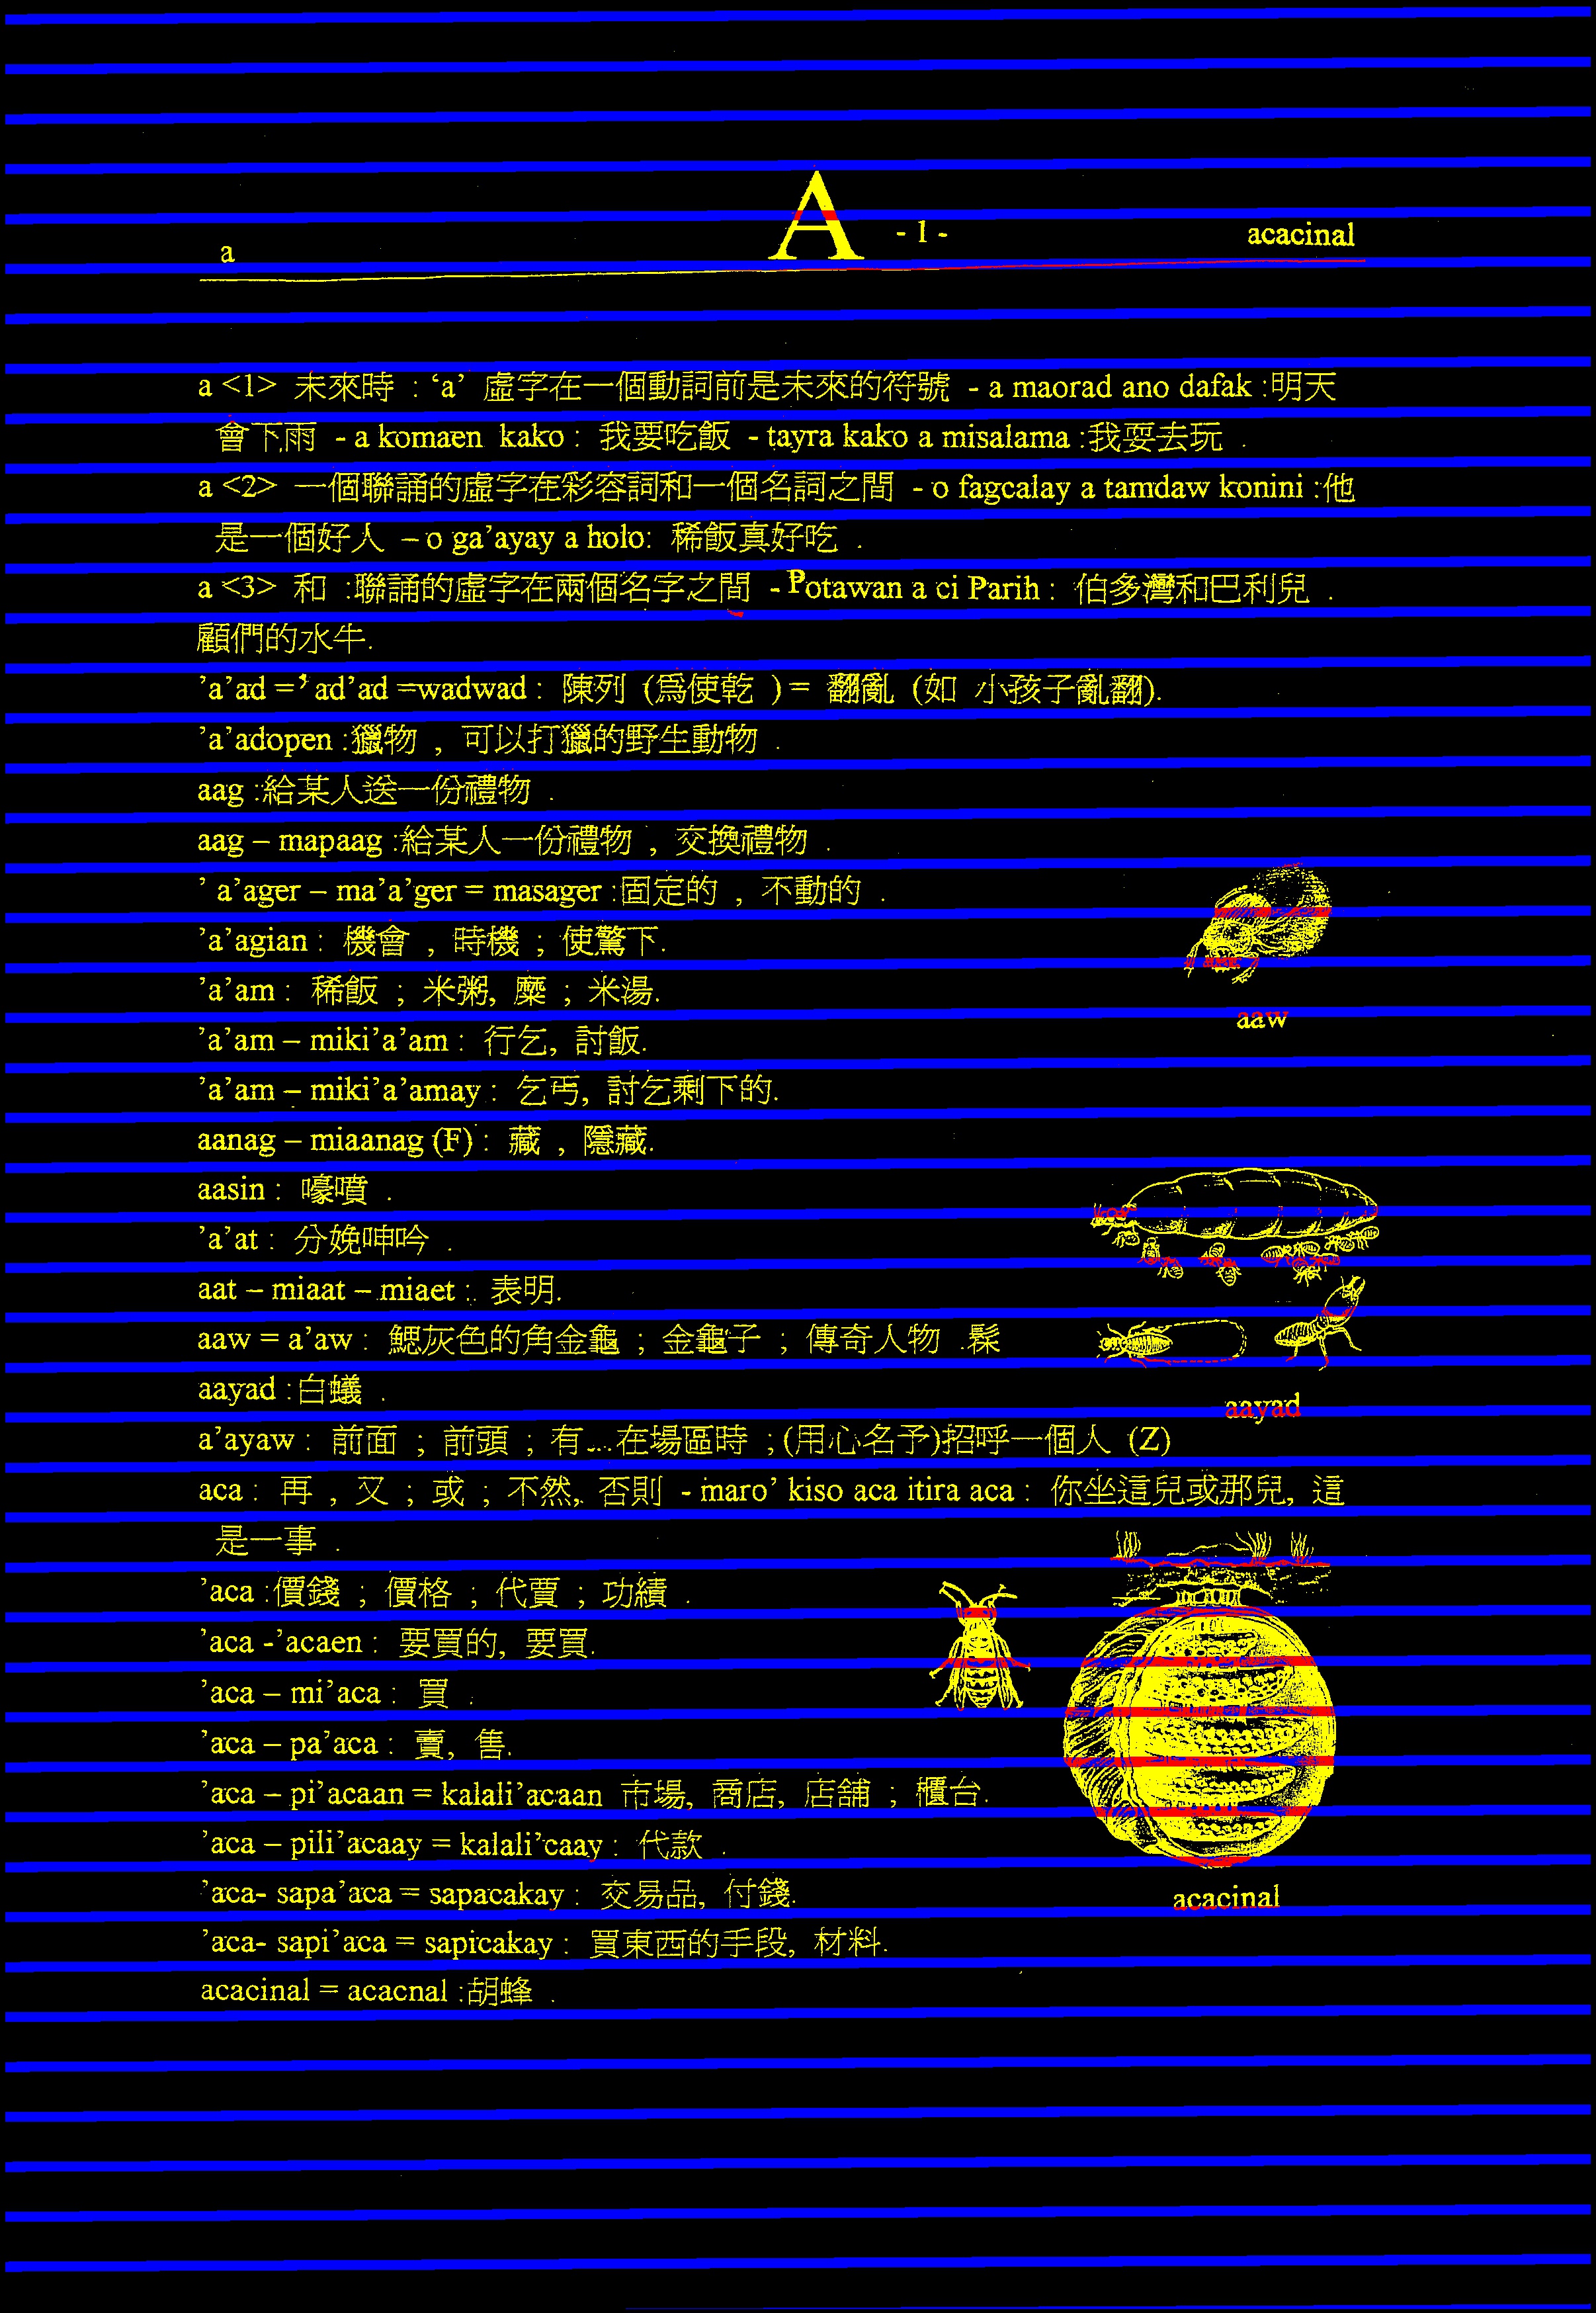 a A - 1 - acacinal
a <1> 未來時 : ‘a’ 虛字在一個動詞前是未來的符號 - a maorad ano dafak :明天
會下雨 - a komaen kako : 我要吃飯 - tayra kako a misalama :我耍去玩 .
a <2> 一個聯誦的虛字在彩容詞和一個名詞之間 - o fagcalay a tamdaw konini :他
是一個好人 – o ga’ayay a holo: 稀飯真好吃 .
a <3> 和 :聯誦的虛字在兩個名字之間 - Potawan a ci Parih : 伯多灣和巴利兒 .
顧們的水牛.
’a’ad =’ ad’ad =wadwad : 陳列 (爲使乾 ) = 翻亂 (如 小孩子亂翻).
’a’adopen :獵物 , 可以打獵的野生動物 .
aag :給某人送一份禮物 .
aag – mapaag :給某人一份禮物 , 交換禮物 .
’ a’ager – ma’a’ger = masager :固定的 , 不動的 .
’a’agian : 機會 , 時機 ; 使驚下.
’a’am : 稀飯 ; 米粥, 糜 ; 米湯.
aaw
’a’am – miki’a’am : 行乞, 討飯.
’a’am – miki’a’amay : 乞丐, 討乞剩下的.
aanag – miaanag (F) : 藏 , 隱藏.
aasin : 嚎噴 .
’a’at : 分娩呻吟 .
aat – miaat – miaet : 表明.
aaw = a’aw : 鰓灰色的角金龜 ; 金龜子 ; 傳奇人物 .髹
aayad :白蟻 .
aayad
a’ayaw : 前面 ; 前頭 ; 有....在場區時 ; (用心名予)招呼一個人 (Z)
aca : 再 , 又 ; 或 ; 不然, 否則 - maro’ kiso aca itira aca : 你坐這兒或那兒, 這
是一事 .
’aca :價錢 ; 價格 ; 代賈 ; 功績 .
’aca -’acaen : 要買的, 要買.
’aca – mi’aca : 買 .
’aca – pa’aca : 賣, 售.
’aca – pi’acaan = kalali’acaan 市場, 商店, 店舖 ; 櫃台.
’aca – pili’acaay = kalali’caay : 代款 .
’aca- sapa’aca = sapacakay : 交易品, 付錢.
acacinal
’aca- sapi’aca = sapicakay : 買東西的手段, 材料.
acacinal = acacnal :胡蜂 .